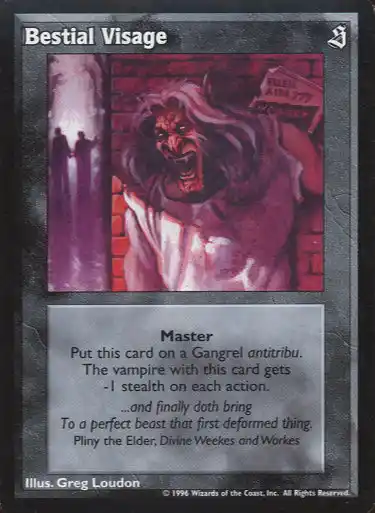 Bestial Visage
Master
Put this card on a Gangrel antitribu.
The vampire with this card gets
-1 stealth on each action.
...and finally doth bring
To a perfect beast that first deformed thing.
Pliny the Elder, Divine Weekes and Workes
Illus. Greg Loudon
© 1996 Wizards of the Coast, Inc. All Rights Reserved.